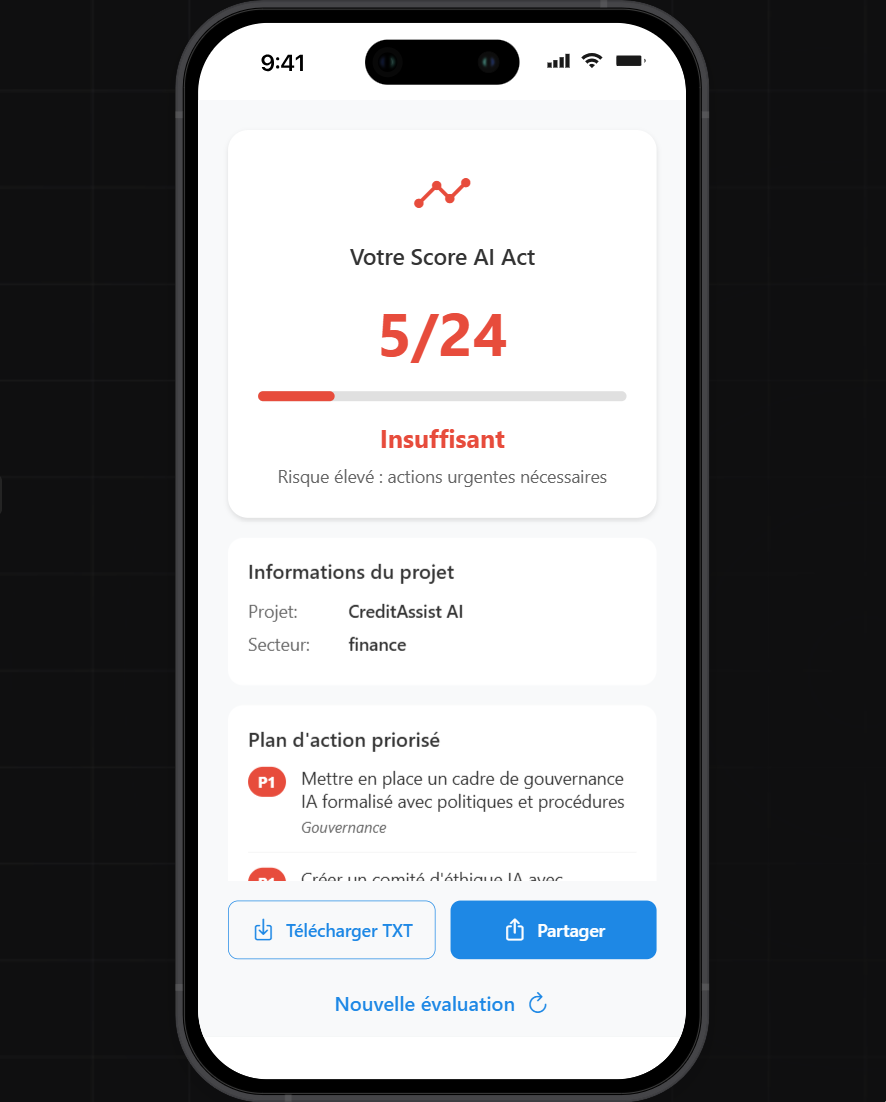 9:41
Votre Score AI Act
5/24
Insuffisant
Risque élevé : actions urgentes nécessaires
Informations du projet
Projet: CreditAssist AI
Secteur: finance
Plan d'action priorisé
P1 Mettre en place un cadre de gouvernance
IA formalisé avec politiques et procédures
Gouvernance
P1 Créer un comité d'éthique IA avec
Télécharger TXT
Partager
Nouvelle évaluation